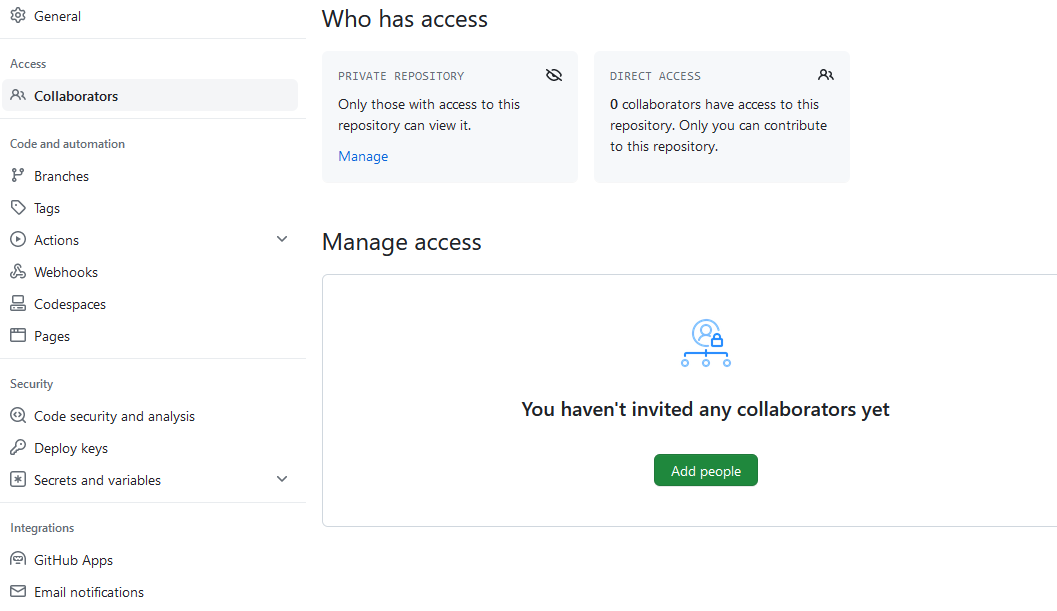 General
Access
Collaborators
Code and automation
Branches
Tags
Actions
Webhooks
Codespaces
Pages
Security
Code security and analysis
Deploy keys
Secrets and variables
Integrations
GitHub Apps
Email notifications
Who has access
PRIVATE REPOSITORY
Only those with access to this
repository can view it.
Manage
DIRECT ACCESS
0 collaborators have access to this
repository. Only you can contribute
to this repository.
Manage access
You haven't invited any collaborators yet
Add people